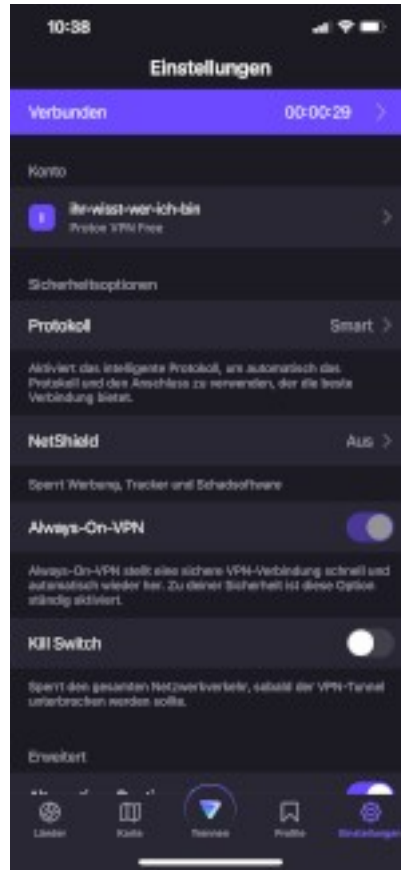 10:38
Einstellungen
Verbunden 00:00:29
Konto
ihr-wisst-wer-ich-bin
Proton VPN Free
Sicherheitsoptionen
Protokoll Smart
Aktiviert das intelligente Protokoll, um automatisch das
Protokoll und den Anschluss zu verwenden, der die beste
Verbindung bietet.
NetShield Aus
Sperrt Werbung, Tracker und Schadsoftware
Always-On-VPN
Always-On-VPN stellt eine sichere VPN-Verbindung schnell und
automatisch wieder her. Zu deiner Sicherheit ist diese Option
ständig aktiviert.
Kill Switch
Sperrt den gesamten Netzwerkverkehr, sobald der VPN-Tunnel
unterbrochen werden sollte.
Erweitert
Länder Karte Trennen Profile Einstellungen